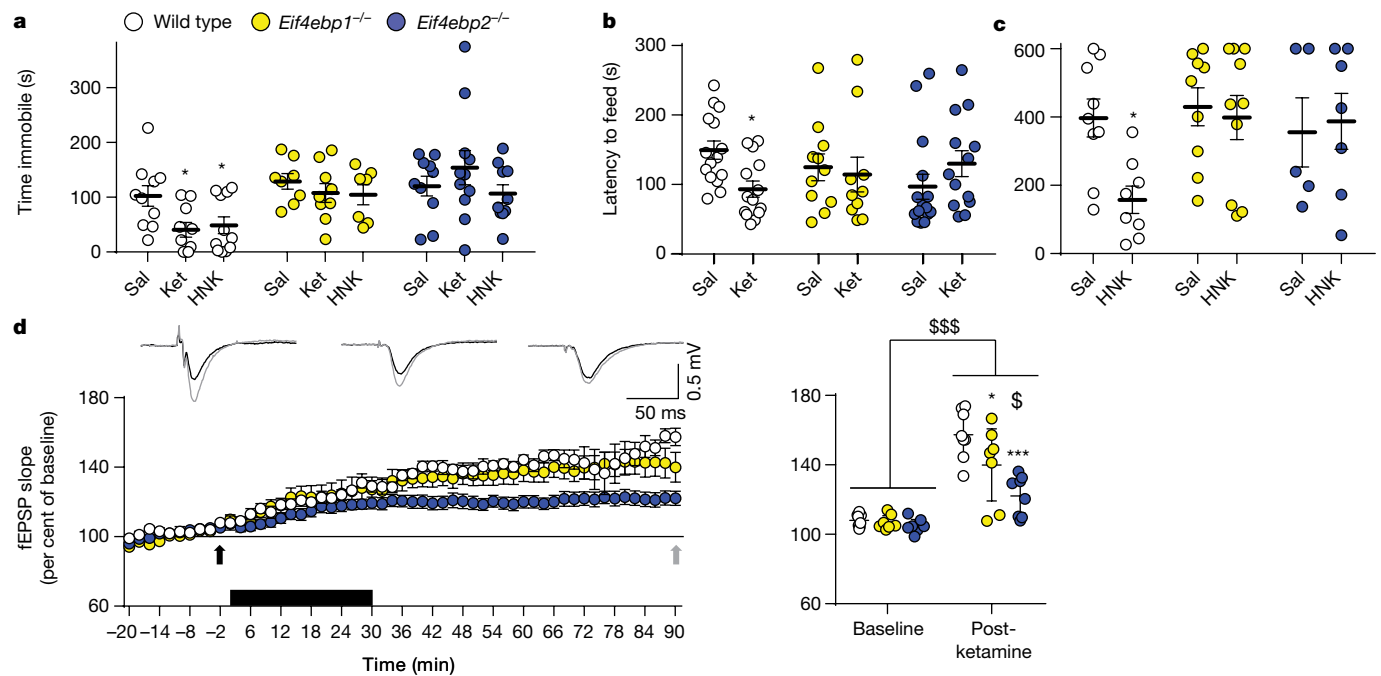 a
Wild type
Eif4ebp1−/−
Eif4ebp2−/−
Time immobile (s)
300
200
100
0
*
*
Sal
Ket
HNK
Sal
Ket
HNK
Sal
Ket
HNK
b
Latency to feed (s)
300
200
100
0
*
Sal
Ket
Sal
Ket
Sal
Ket
c
600
400
200
0
*
Sal
HNK
Sal
HNK
Sal
HNK
d
0.5 mV
50 ms
fEPSP slope
(per cent of baseline)
180
140
100
60
−20 −14 −8 −2 6 12 18 24 30 36 42 48 54 60 66 72 78 84 90
Time (min)
$$$
180
140
100
60
* $
***
Baseline
Post-
ketamine